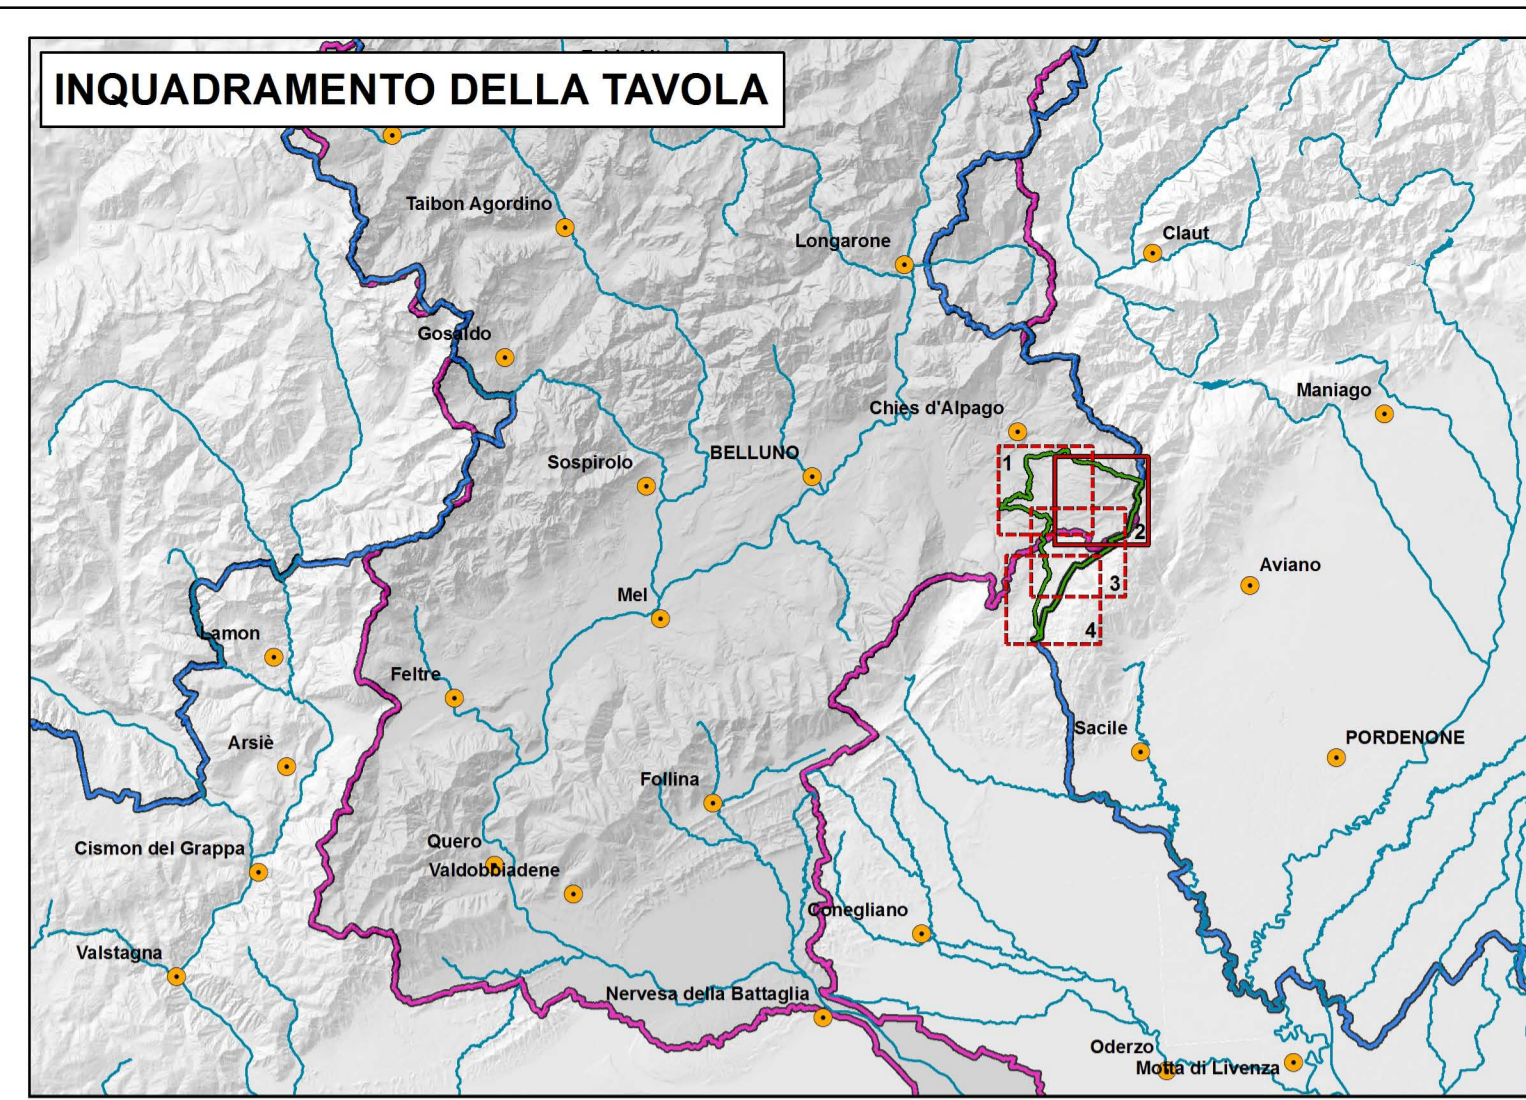 INQUADRAMENTO DELLA TAVOLA
Taibon Agordino
Longarone
Claut
Gosaldo
Maniago
Chies d'Alpago
BELLUNO
Sospirolo
1
2
Aviano
3
Mel
4
Lamon
Feltre
Sacile
Arsiè
PORDENONE
Follina
Quero
Cismon del Grappa
Valdobbiadene
Conegliano
Valstagna
Nervesa della Battaglia
Oderzo
Motta di Livenza